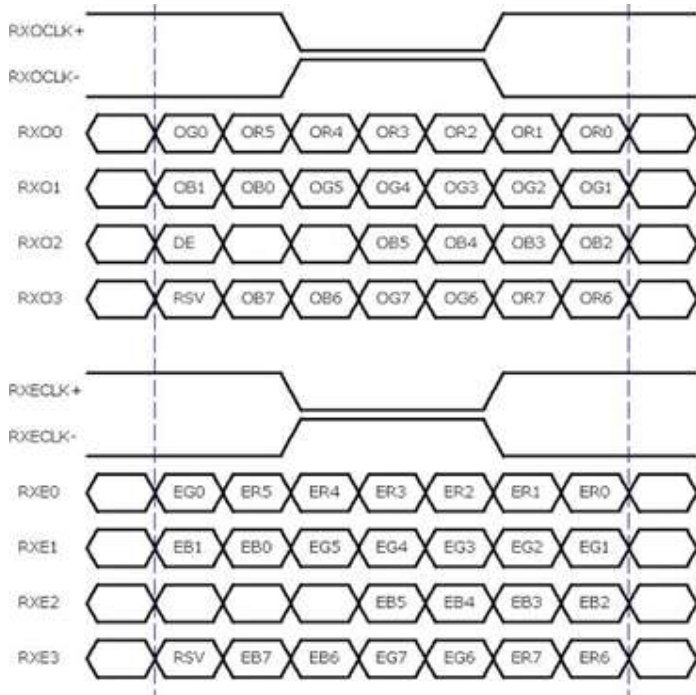 RXOCLK+
RXOCLK-
RXO0 OG0 OR5 OR4 OR3 OR2 OR1 OR0
RXO1 OB1 OB0 OG5 OG4 OG3 OG2 OG1
RXO2 DE OB5 OB4 OB3 OB2
RXO3 RSV OB7 OB6 OG7 OG6 OR7 OR6
RXECLK+
RXECLK-
RXE0 EG0 ER5 ER4 ER3 ER2 ER1 ER0
RXE1 EB1 EB0 EG5 EG4 EG3 EG2 EG1
RXE2 EB5 EB4 EB3 EB2
RXE3 RSV EB7 EB6 EG7 EG6 ER7 ER6